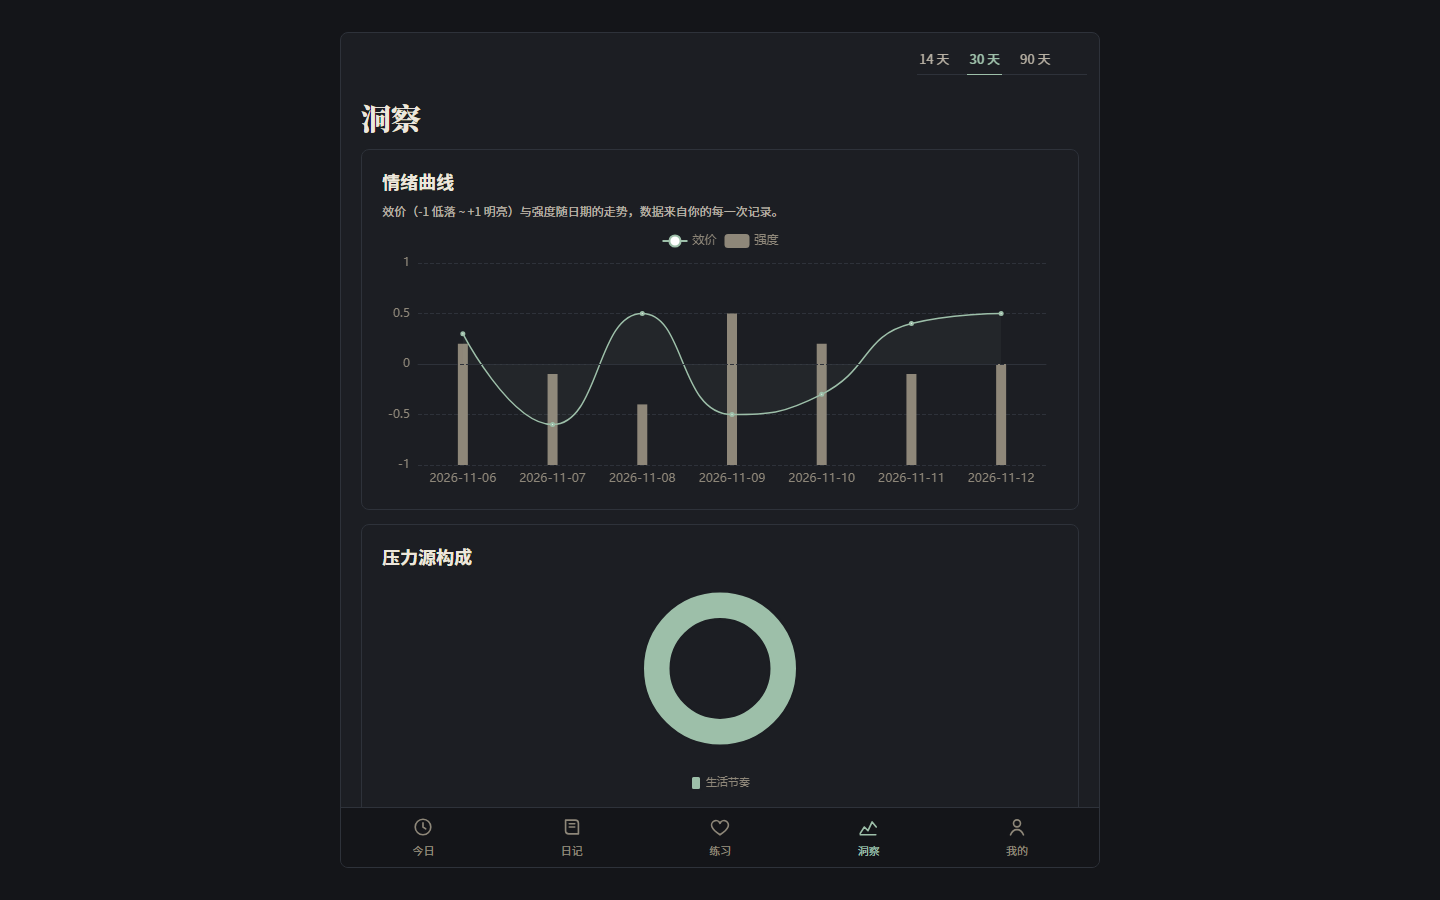 14 天 30 天 90 天
洞察
情绪曲线
效价（-1 低落 ~ +1 明亮）与强度随日期的走势，数据来自你的每一次记录。
效价 强度
1
0.5
0
-0.5
-1
2026-11-06 2026-11-07 2026-11-08 2026-11-09 2026-11-10 2026-11-11 2026-11-12
压力源构成
生活节奏
今日 日记 练习 洞察 我的